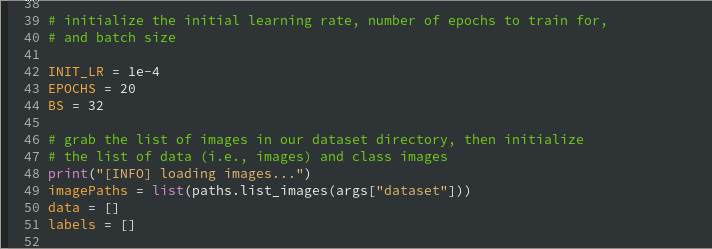 38
39 # initialize the initial learning rate, number of epochs to train for,
40 # and batch size
41
42 INIT_LR = 1e-4
43 EPOCHS = 20
44 BS = 32
45
46 # grab the list of images in our dataset directory, then initialize
47 # the list of data (i.e., images) and class images
48 print("[INFO] loading images...")
49 imagePaths = list(paths.list_images(args["dataset"]))
50 data = []
51 labels = []
52